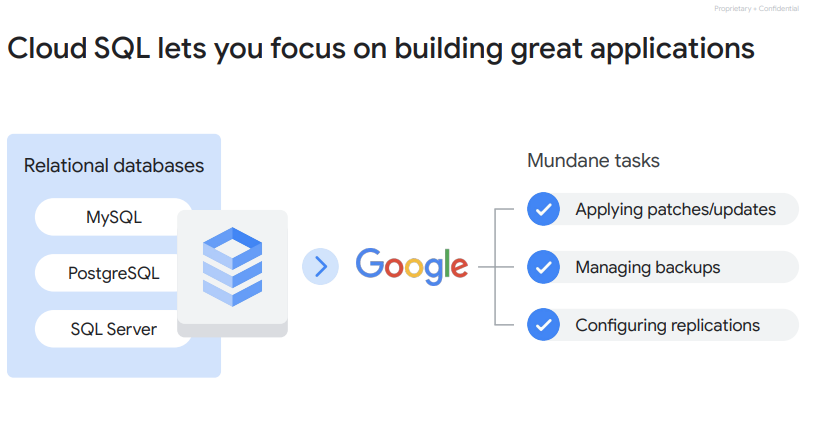 Proprietary + Confidential
Cloud SQL lets you focus on building great applications
Relational databases
MySQL
PostgreSQL
SQL Server
Google
Mundane tasks
Applying patches/updates
Managing backups
Configuring replications